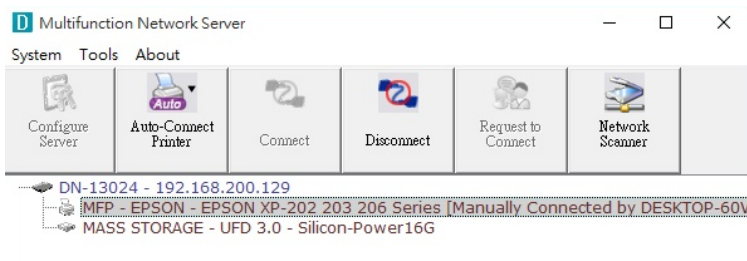 D Multifunction Network Server
System Tools About
Auto
Configure Server
Auto-Connect Printer
Connect
Disconnect
Request to Connect
Network Scanner
DN-13024 - 192.168.200.129
MFP - EPSON - EPSON XP-202 203 206 Series [Manually Connected by DESKTOP-60
MASS STORAGE - UFD 3.0 - Silicon-Power16G